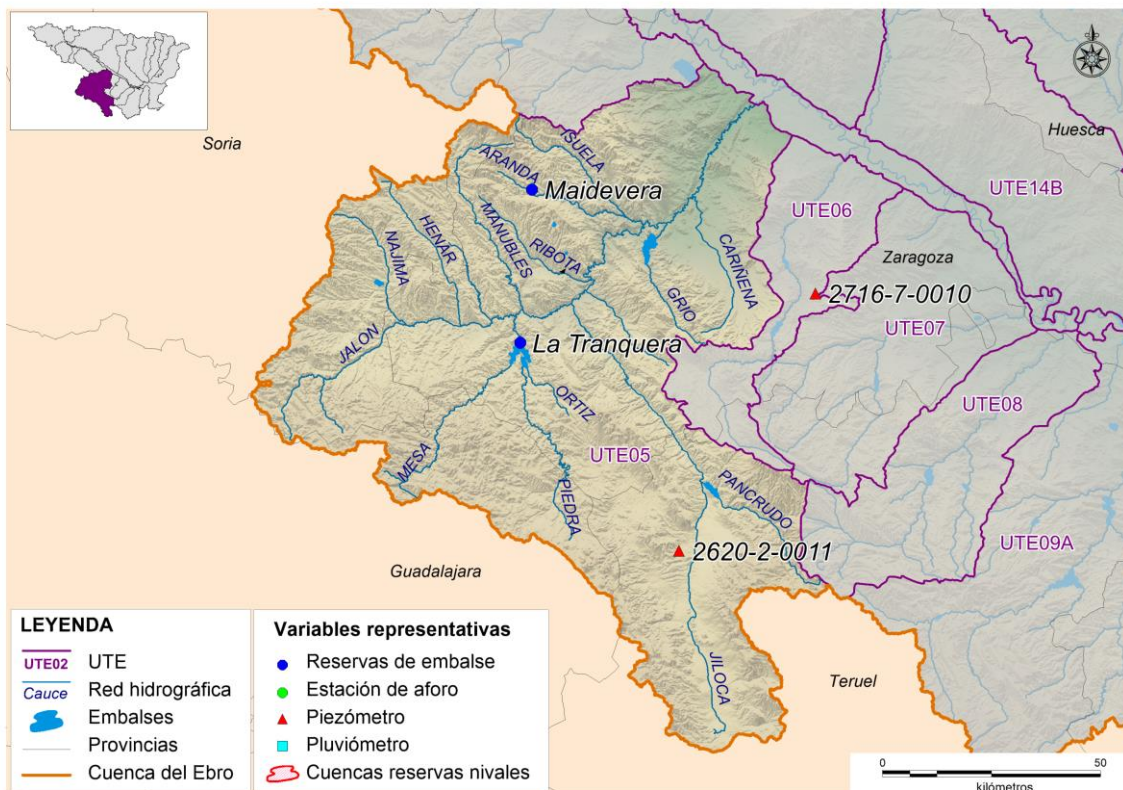 Soria
Huesca
ISUELA
ARANDA
Maidevera
UTE14B
UTE06
MANUBLES
HENAR
NAJIMA
RIBOTA
CARIÑENA
Zaragoza
2716-7-0010
GRIO
UTE07
JALON
La Tranquera
ORTIZ
UTE08
MESA
UTE05
PIEDRA
PANCRUDO
UTE09A
2620-2-0011
Guadalajara
JILOCA
Teruel
LEYENDA
UTE02 UTE
Cauce Red hidrográfica
Embalses
Provincias
Cuenca del Ebro
Variables representativas
Reservas de embalse
Estación de aforo
Piezómetro
Pluviómetro
Cuencas reservas nivales
0 50
kilómetros